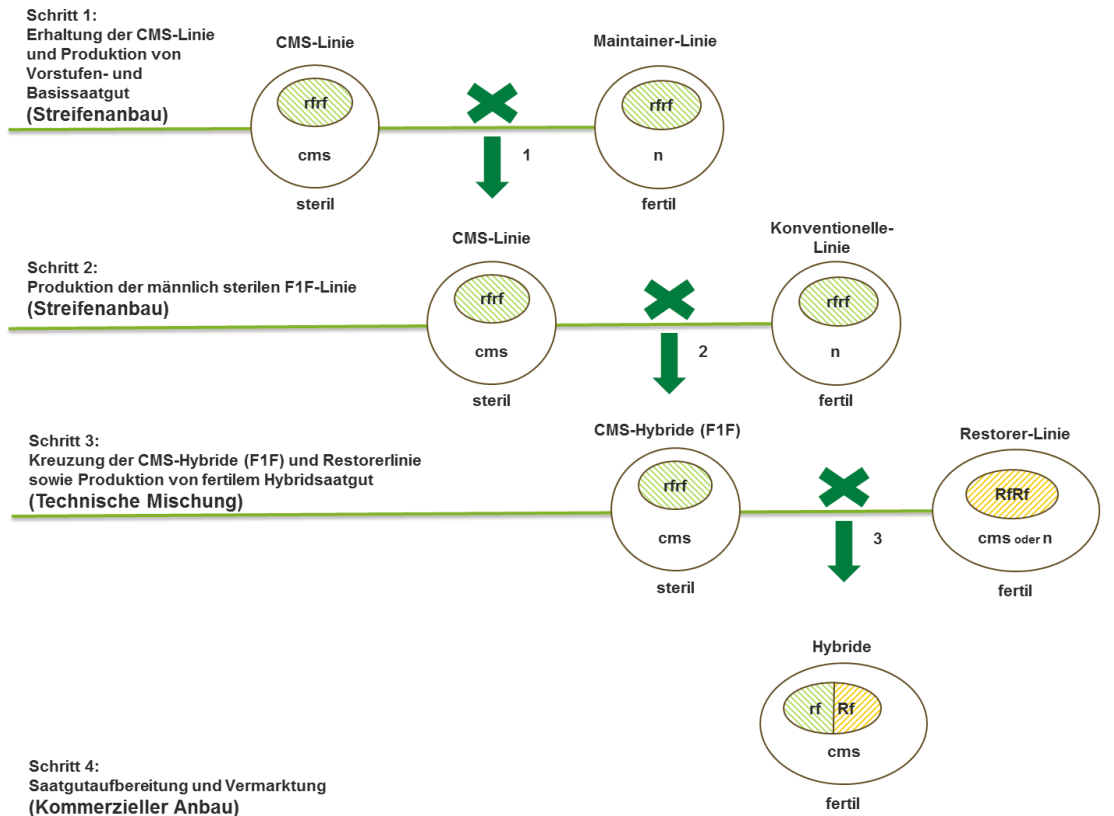 Schritt 1:
Erhaltung der CMS-Linie
und Produktion von
Vorstufen- und
Basissaatgut
(Streifenanbau)
CMS-Linie
rfrf
cms
steril
1
Maintainer-Linie
rfrf
n
fertil
Schritt 2:
Produktion der männlich sterilen F1F-Linie
(Streifenanbau)
CMS-Linie
rfrf
cms
steril
2
Konventionelle-
Linie
rfrf
n
fertil
Schritt 3:
Kreuzung der CMS-Hybride (F1F) und Restorerlinie
sowie Produktion von fertilem Hybridsaatgut
(Technische Mischung)
CMS-Hybride (F1F)
rfrf
cms
steril
3
Restorer-Linie
RfRf
cms oder n
fertil
Hybride
rf Rf
cms
fertil
Schritt 4:
Saatgutaufbereitung und Vermarktung
(Kommerzieller Anbau)